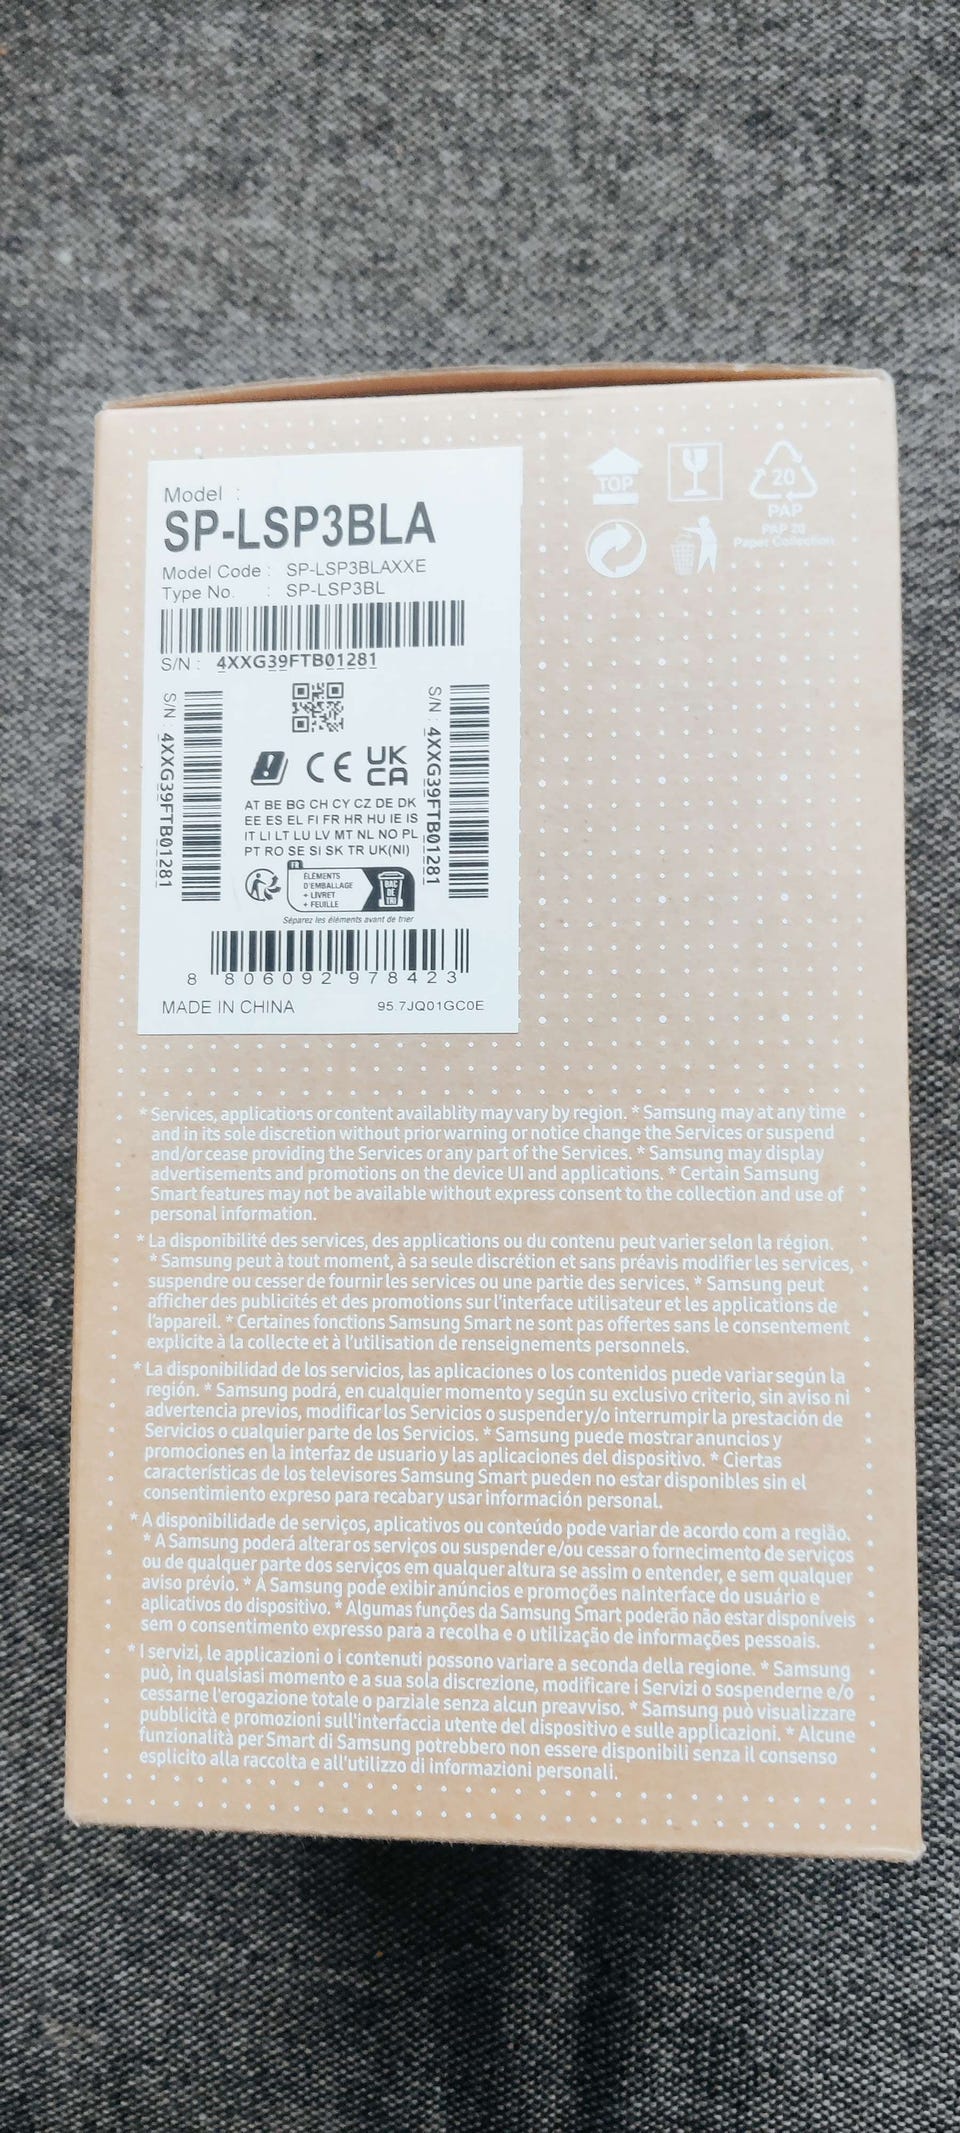 Model :
SP-LSP3BLA
Model Code : SP-LSP3BLAXXE
Type No. : SP-LSP3BL
S/N : 4XXG39FTB01281
S/N : 4XXG39FTB01281
S/N : 4XXG39FTB01281
CE UK CA
AT BE BG CH CY CZ DE DK
EE ES EL FI FR HR HU IE IS
IT LI LT LU LV MT NL NO PL
PT RO SE SI SK TR UK(NI)
FR
ÉLÉMENTS
D'EMBALLAGE
+ LIVRET
+ FEUILLE
BAC
DE
TRI
Séparez les éléments avant de trier
8 806092 978423
MADE IN CHINA 95.7JQ01GC0E
TOP
20
PAP
PAP 20
Paper Collection
* Services, applications or content availablity may vary by region. * Samsung may at any time
and in its sole discretion without prior warning or notice change the Services or suspend
and/or cease providing the Services or any part of the Services. * Samsung may display
advertisements and promotions on the device UI and applications. * Certain Samsung
Smart features may not be available without express consent to the collection and use of
personal information.
* La disponibilité des services, des applications ou du contenu peut varier selon la région.
* Samsung peut à tout moment, à sa seule discrétion et sans préavis modifier les services,
suspendre ou cesser de fournir les services ou une partie des services. * Samsung peut
afficher des publicités et des promotions sur l'interface utilisateur et les applications de
l'appareil. * Certaines fonctions Samsung Smart ne sont pas offertes sans le consentement
explicite à la collecte et à l'utilisation de renseignements personnels.
* La disponibilidad de los servicios, las aplicaciones o los contenidos puede variar según la
región. * Samsung podrá, en cualquier momento y según su exclusivo criterio, sin aviso ni
advertencia previos, modificar los Servicios o suspender y/o interrumpir la prestación de
Servicios o cualquier parte de los Servicios. * Samsung puede mostrar anuncios y
promociones en la interfaz de usuario y las aplicaciones del dispositivo. * Ciertas
características de los televisores Samsung Smart pueden no estar disponibles sin el
consentimiento expreso para recabar y usar información personal.
* A disponibilidade de serviços, aplicativos ou conteúdo pode variar de acordo com a região.
* A Samsung poderá alterar os serviços ou suspender e/ou cessar o fornecimento de serviços
ou de qualquer parte dos serviços em qualquer altura se assim o entender, e sem qualquer
aviso prévio. * A Samsung pode exibir anúncios e promoções nainterface do usuário e
aplicativos do dispositivo. * Algumas funções da Samsung Smart poderão não estar disponíveis
sem o consentimento expresso para a recolha e o utilização de informações pessoais.
* I servizi, le applicazioni o i contenuti possono variare a seconda della regione. * Samsung
può, in qualsiasi momento e a sua sola discrezione, modificare i Servizi o sospenderne e/o
cessarne l'erogazione totale o parziale senza alcun preavviso. * Samsung può visualizzare
pubblicità e promozioni sull'interfaccia utente del dispositivo e sulle applicazioni. * Alcune
funzionalità per Smart di Samsung potrebbero non essere disponibili senza il consenso
esplicito alla raccolta e all'utilizzo di informazioni personali.